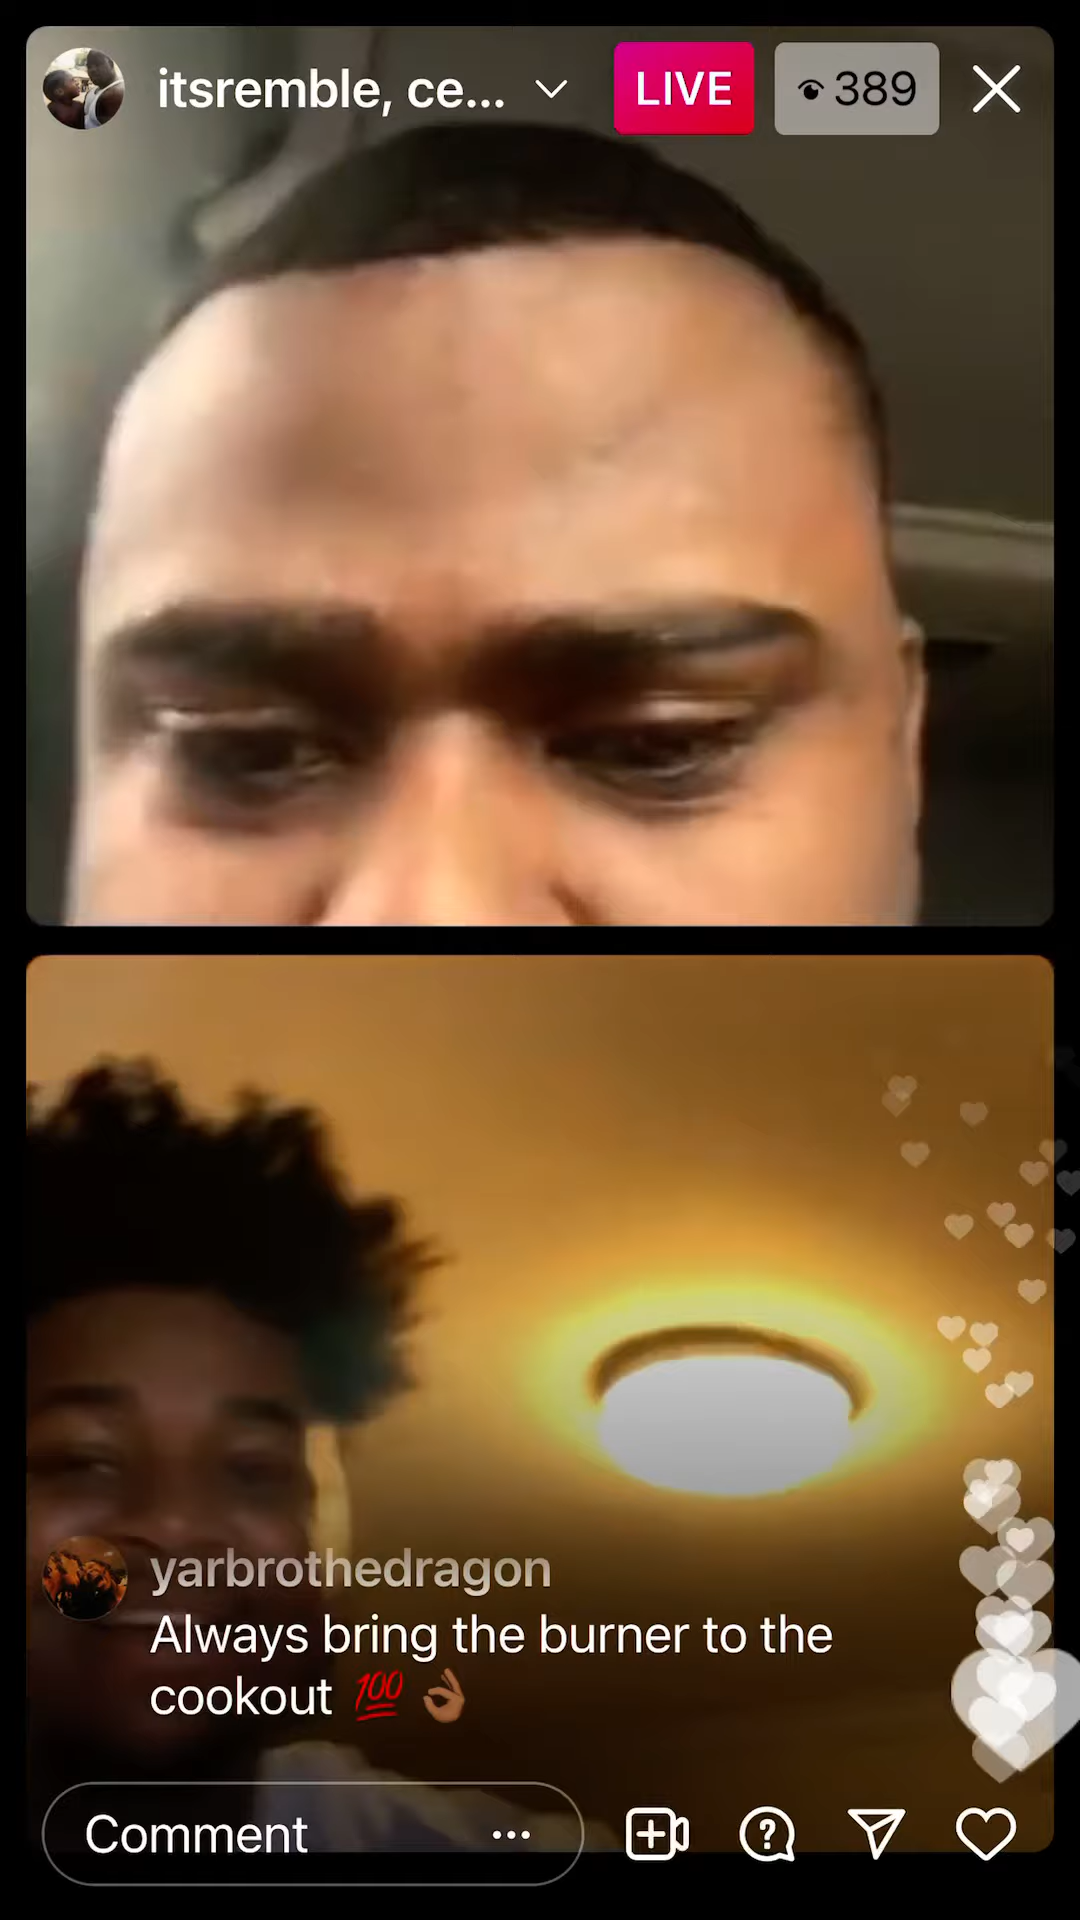 itsremble, ce...
LIVE
389
yarbrothedragon
Always bring the burner to the
cookout 💯 👌🏾
Comment